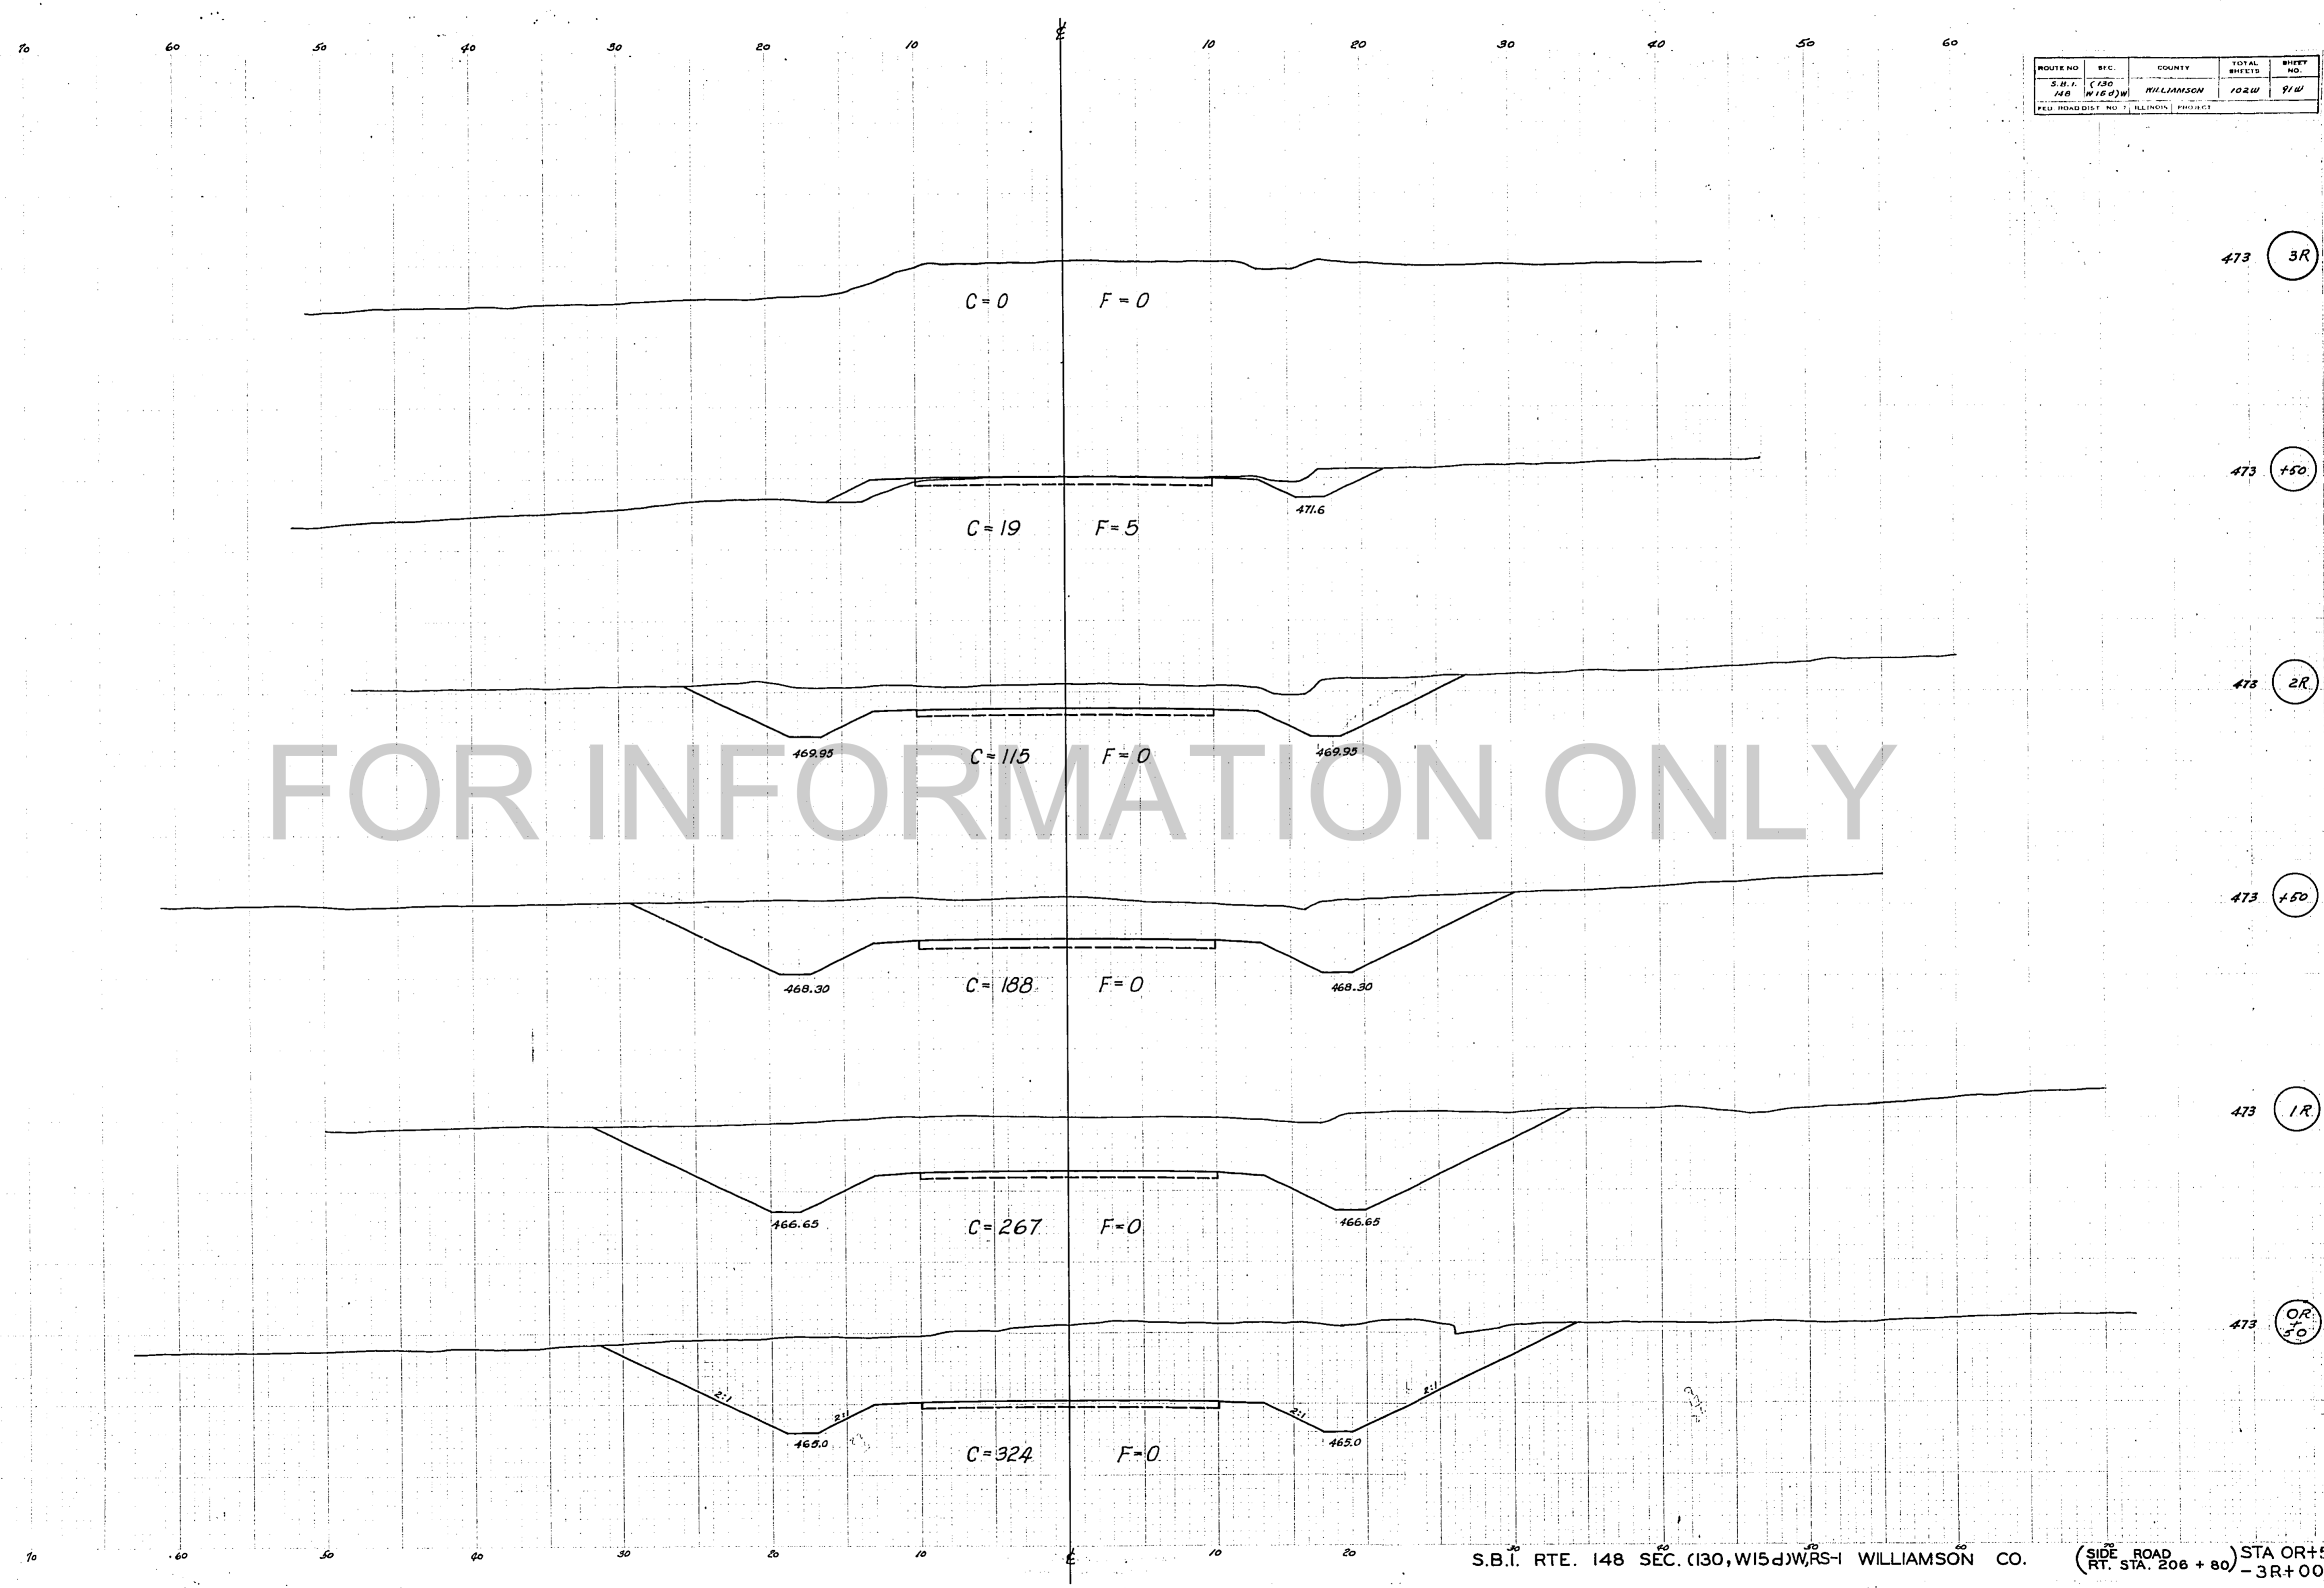 70 60 50 40 30 20 10 ℄ 10 20 30 40 50 60
ROUTE NO SEC. COUNTY TOTAL SHEETS SHEET NO.
S.B.I. 148 (130 W15d)W WILLIAMSON 102W 91W
FED. ROAD DIST. NO. 7 ILLINOIS PROJECT
473 3R
C=0 F=0
473 +50
471.6
C=19 F=5
473 2R
469.95 C=115 F=0 469.95
FOR INFORMATION ONLY
473 +50
468.30 C=188 F=0 468.30
473 1R
466.65 C=267 F=0 466.65
473 0R + 50
2:1 2:1 2:1 2:1
465.0 C=324 F=0 465.0
70 60 50 40 30 20 10 ℄ 10 20 30 40 50 60 70
S.B.I. RTE. 148 SEC. (130,W15d)W,RS-1 WILLIAMSON CO. (SIDE ROAD RT. STA. 206 + 80) STA 0R+5
-3R+00